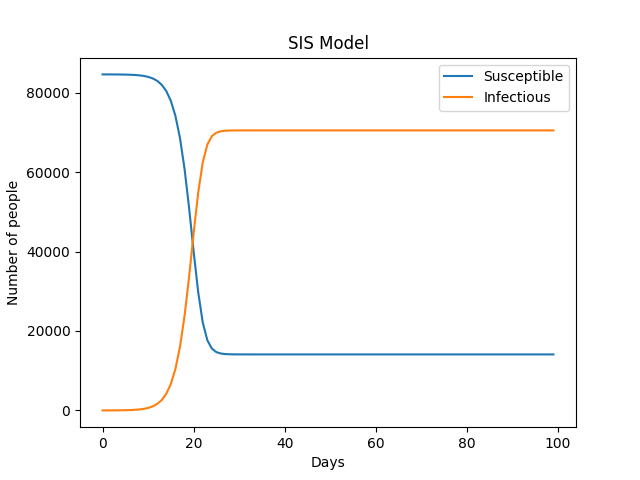 SIS Model
Susceptible
Infectious
80000
60000
40000
20000
0
Number of people
0 20 40 60 80 100
Days